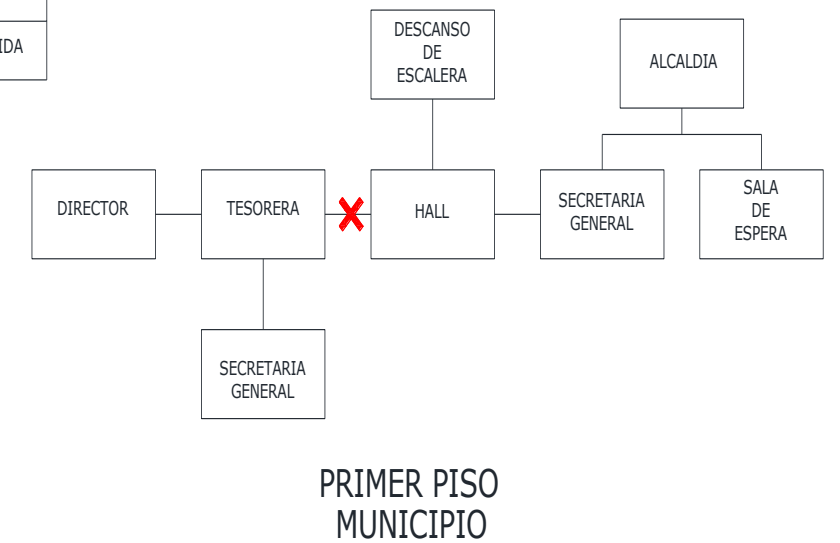 IDA
DESCANSO
DE
ESCALERA
ALCALDIA
DIRECTOR
TESORERA
HALL
SECRETARIA
GENERAL
SALA
DE
ESPERA
SECRETARIA
GENERAL
PRIMER PISO
MUNICIPIO